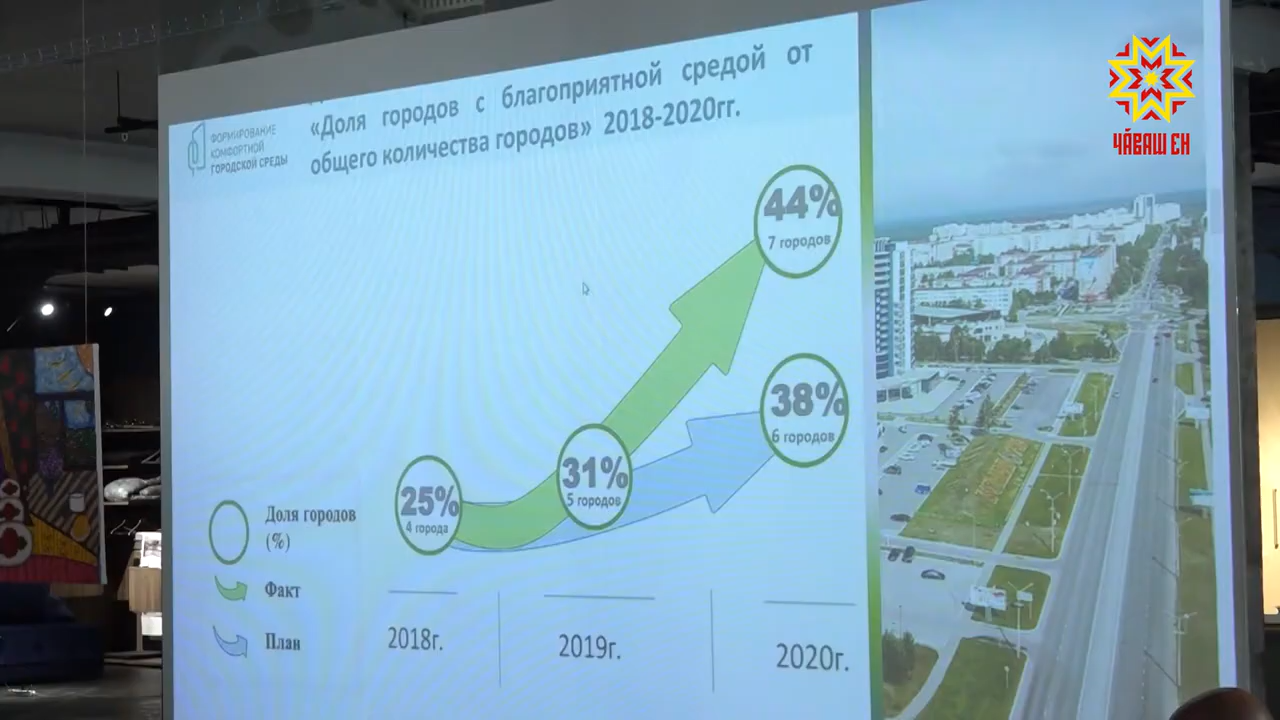 ЧĂВАШ ЕН
ФОРМИРОВАНИЕ
КОМФОРТНОЙ
ГОРОДСКОЙ СРЕДЫ
«Доля городов с благоприятной средой от
общего количества городов» 2018-2020гг.
44%
7 городов
38%
6 городов
31%
5 городов
25%
4 города
Доля городов
(%)
Факт
План
2018г.
2019г.
2020г.